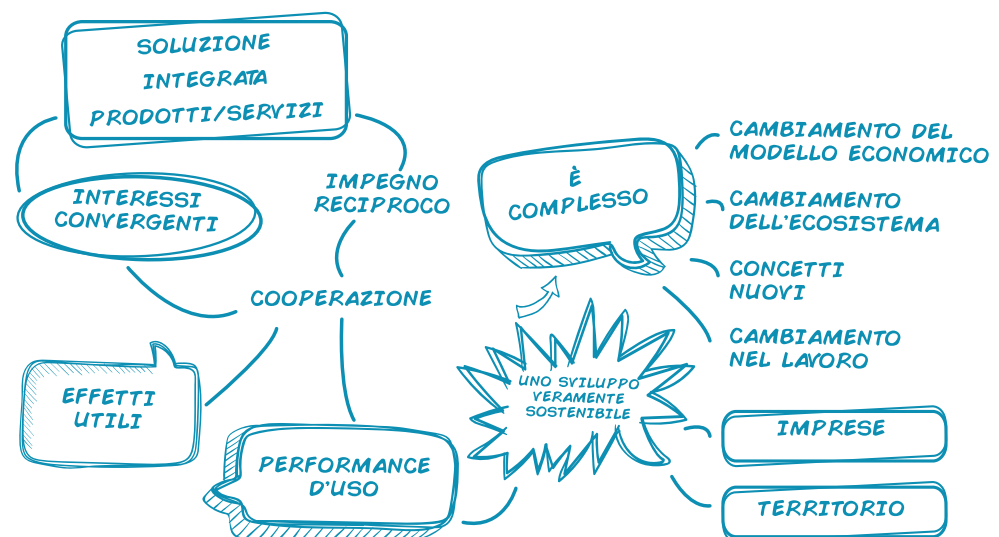 SOLUZIONE
INTEGRATA
PRODOTTI/SERVIZI
INTERESSI
CONVERGENTI
IMPEGNO
RECIPROCO
COOPERAZIONE
EFFETTI
UTILI
PERFORMANCE
D'USO
UNO SVILUPPO
VERAMENTE
SOSTENIBILE
È
COMPLESSO
CAMBIAMENTO DEL
MODELLO ECONOMICO
CAMBIAMENTO
DELL'ECOSISTEMA
CONCETTI
NUOVI
CAMBIAMENTO
NEL LAVORO
IMPRESE
TERRITORIO